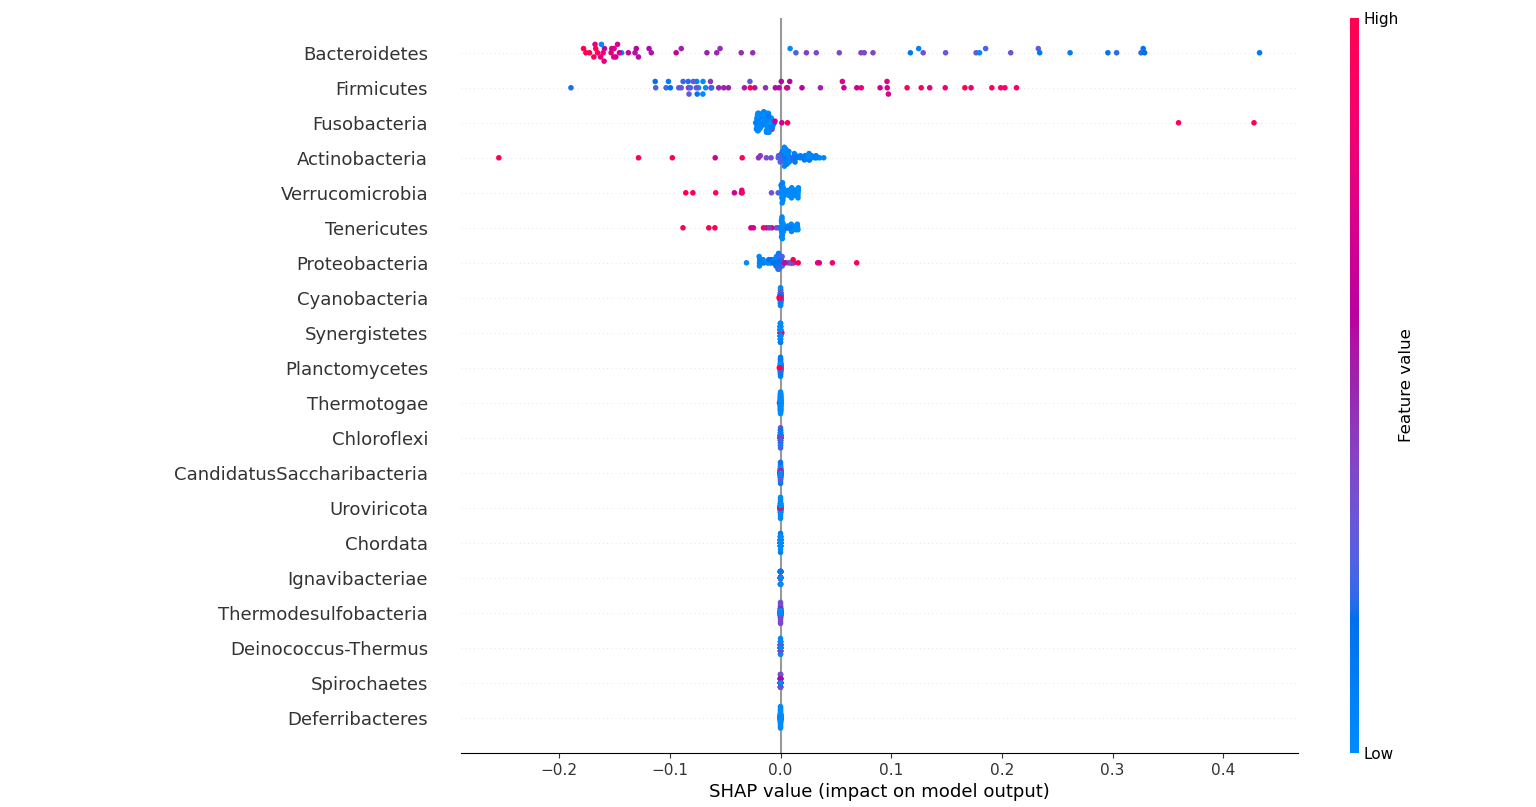 High
Bacteroidetes
Firmicutes
Fusobacteria
Actinobacteria
Verrucomicrobia
Tenericutes
Proteobacteria
Cyanobacteria
Synergistetes
Planctomycetes
Thermotogae
Chloroflexi
CandidatusSaccharibacteria
Uroviricota
Chordata
Ignavibacteriae
Thermodesulfobacteria
Deinococcus-Thermus
Spirochaetes
Deferribacteres
Feature value
Low
−0.2 −0.1 0.0 0.1 0.2 0.3 0.4
SHAP value (impact on model output)